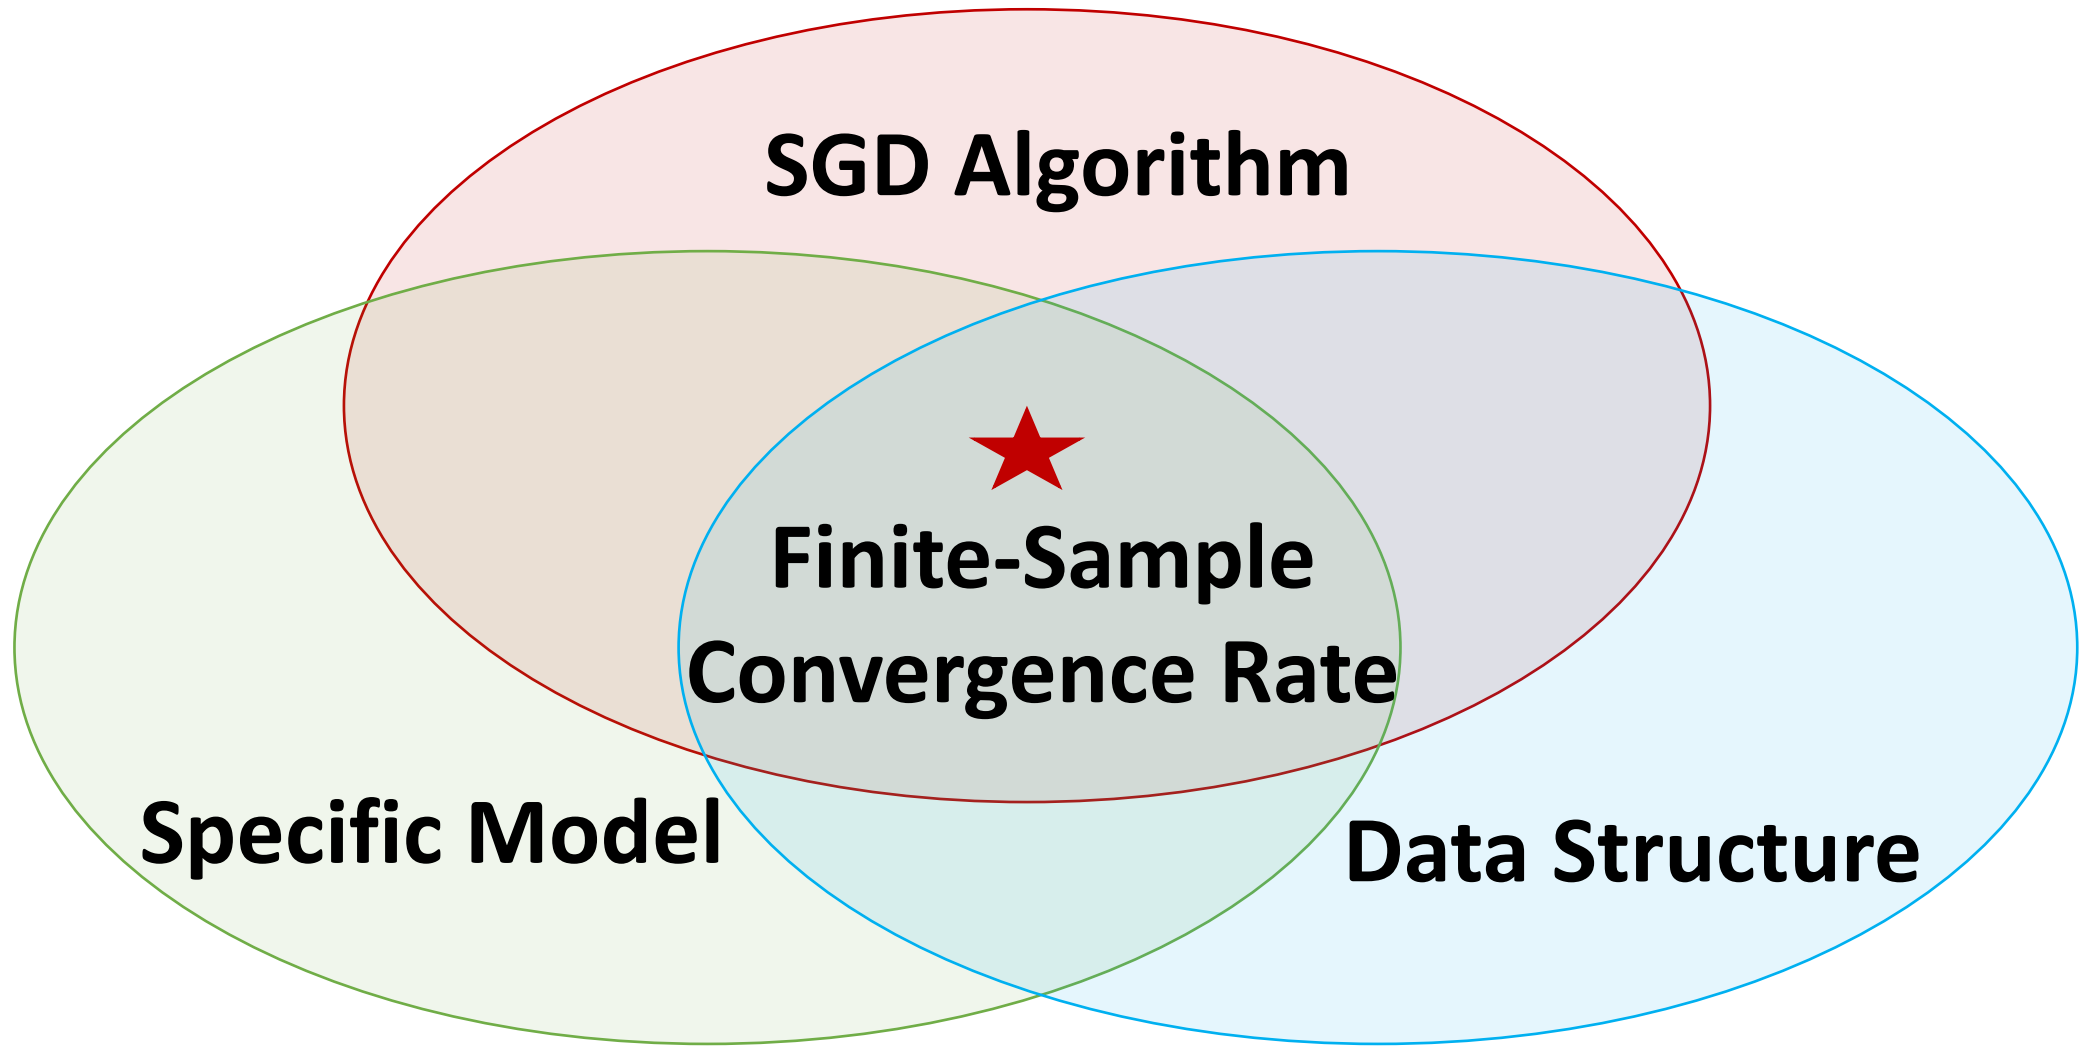 SGD Algorithm
Finite-Sample
Convergence Rate
Specific Model
Data Structure